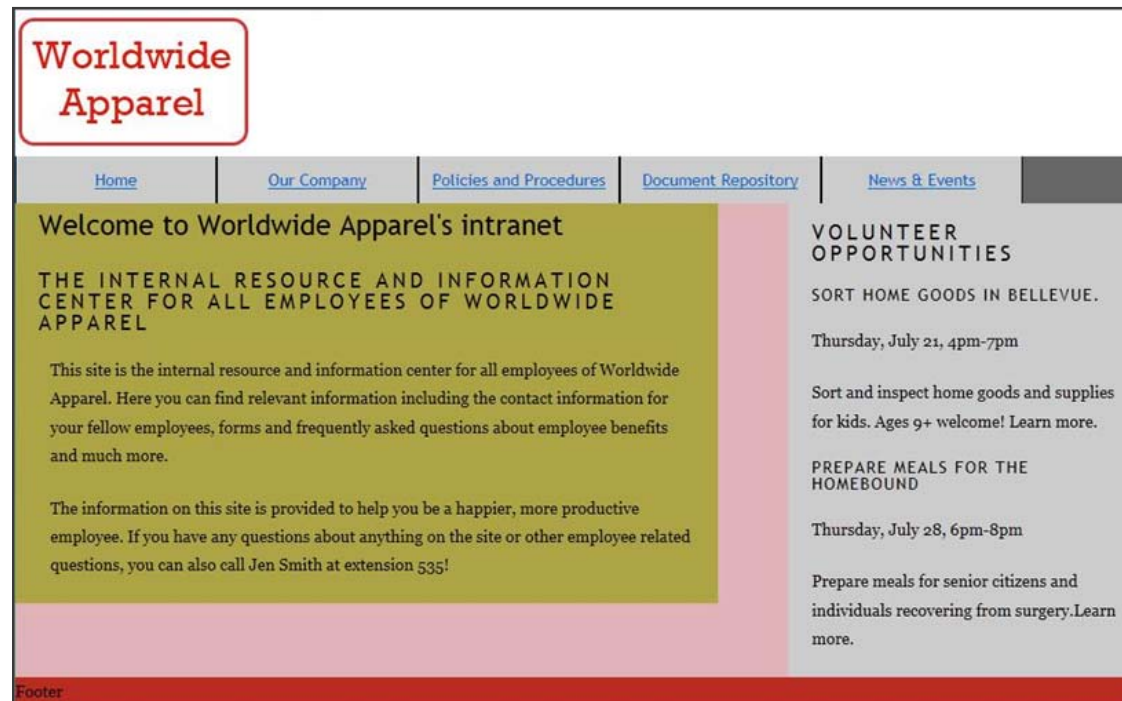 Worldwide
Apparel
Home
Our Company
Policies and Procedures
Document Repository
News & Events
Welcome to Worldwide Apparel's intranet
THE INTERNAL RESOURCE AND INFORMATION
CENTER FOR ALL EMPLOYEES OF WORLDWIDE
APPAREL
This site is the internal resource and information center for all employees of Worldwide
Apparel. Here you can find relevant information including the contact information for
your fellow employees, forms and frequently asked questions about employee benefits
and much more.
The information on this site is provided to help you be a happier, more productive
employee. If you have any questions about anything on the site or other employee related
questions, you can also call Jen Smith at extension 535!
VOLUNTEER
OPPORTUNITIES
SORT HOME GOODS IN BELLEVUE.
Thursday, July 21, 4pm-7pm
Sort and inspect home goods and supplies
for kids. Ages 9+ welcome! Learn more.
PREPARE MEALS FOR THE
HOMEBOUND
Thursday, July 28, 6pm-8pm
Prepare meals for senior citizens and
individuals recovering from surgery.Learn
more.
Footer